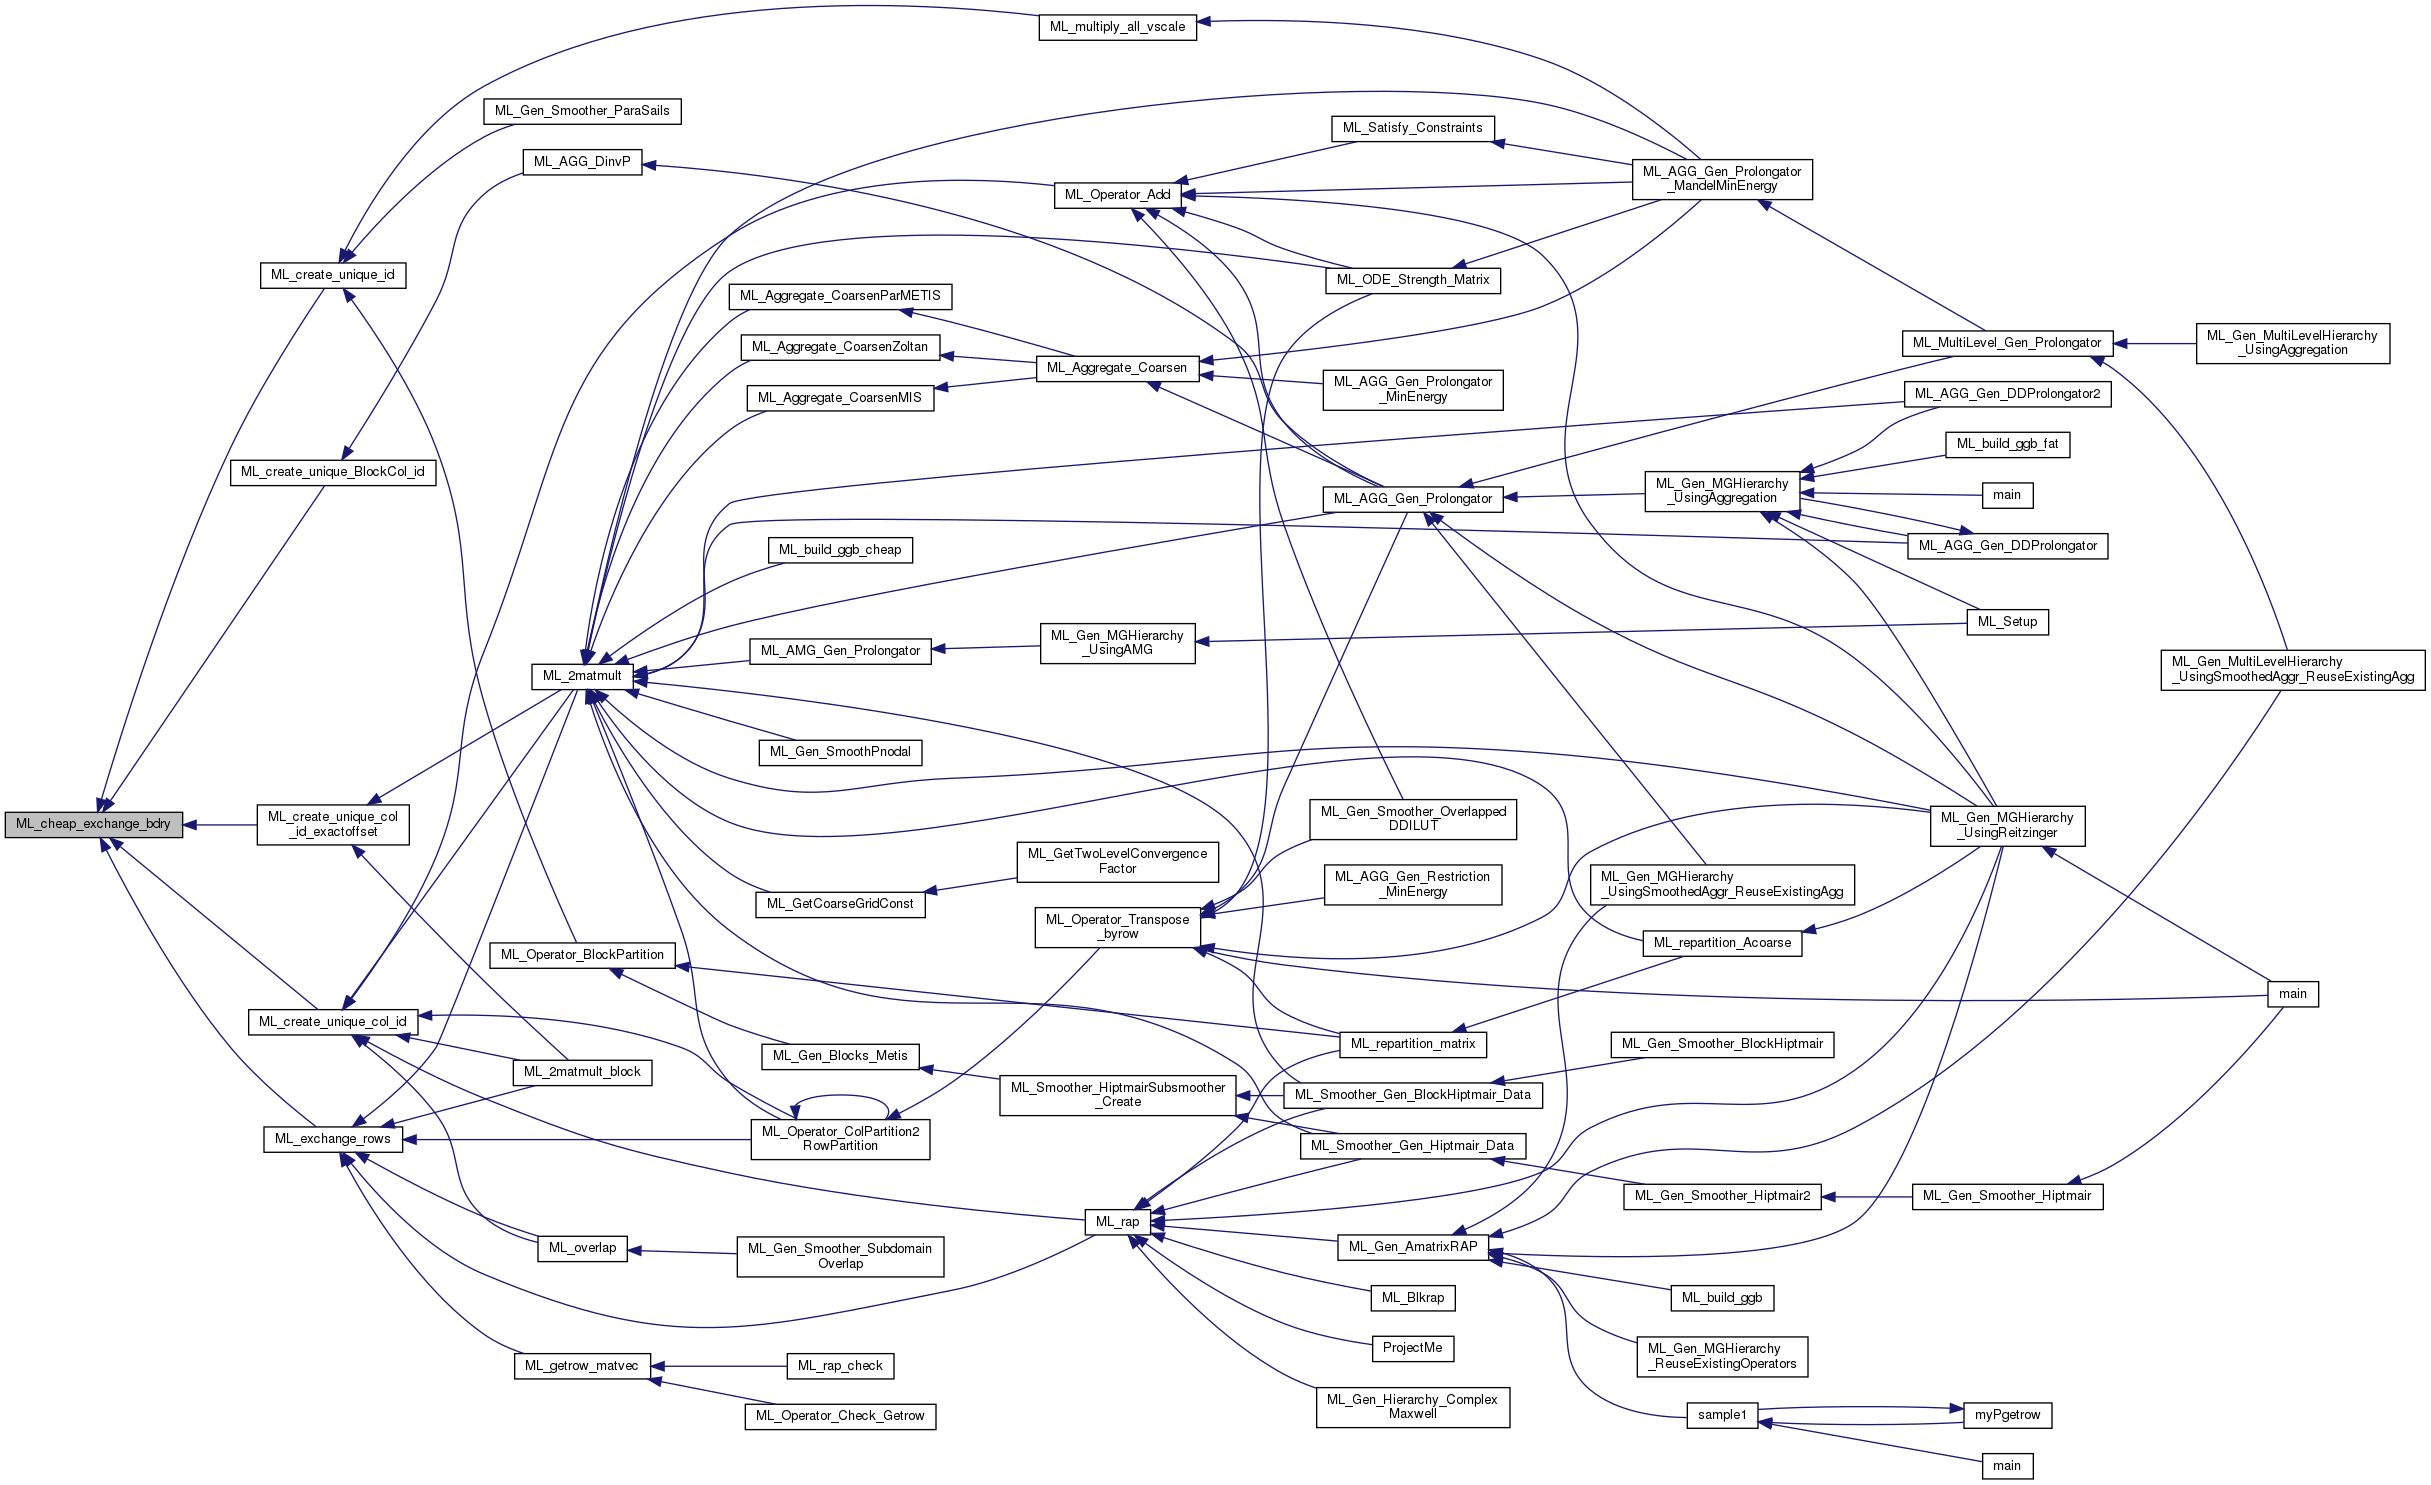 ML_cheap_exchange_bdry
ML_create_unique_id
ML_create_unique_BlockCol_id
ML_create_unique_col
_id_exactoffset
ML_create_unique_col_id
ML_exchange_rows
ML_Gen_Smoother_ParaSails
ML_AGG_DinvP
ML_2matmult
ML_Operator_BlockPartition
ML_2matmult_block
ML_overlap
ML_getrow_matvec
ML_Aggregate_CoarsenParMETIS
ML_Aggregate_CoarsenZoltan
ML_Aggregate_CoarsenMIS
ML_build_ggb_cheap
ML_AMG_Gen_Prolongator
ML_Gen_SmoothPnodal
ML_GetCoarseGridConst
ML_Gen_Blocks_Metis
ML_Operator_ColPartition2
RowPartition
ML_Gen_Smoother_Subdomain
Overlap
ML_rap_check
ML_Operator_Check_Getrow
ML_multiply_all_vscale
ML_Operator_Add
ML_Aggregate_Coarsen
ML_Gen_MGHierarchy
_UsingAMG
ML_GetTwoLevelConvergence
Factor
ML_Operator_Transpose
_byrow
ML_Smoother_HiptmairSubsmoother
_Create
ML_rap
ML_Satisfy_Constraints
ML_ODE_Strength_Matrix
ML_AGG_Gen_Prolongator
_MinEnergy
ML_AGG_Gen_Prolongator
ML_Gen_Smoother_Overlapped
DDILUT
ML_AGG_Gen_Restriction
_MinEnergy
ML_repartition_matrix
ML_Smoother_Gen_BlockHiptmair_Data
ML_Smoother_Gen_Hiptmair_Data
ML_Gen_AmatrixRAP
ML_Blkrap
ProjectMe
ML_Gen_Hierarchy_Complex
Maxwell
ML_AGG_Gen_Prolongator
_MandelMinEnergy
ML_Gen_MGHierarchy
_UsingAggregation
ML_Gen_MGHierarchy
_UsingSmoothedAggr_ReuseExistingAgg
ML_repartition_Acoarse
ML_Gen_Smoother_BlockHiptmair
ML_Gen_Smoother_Hiptmair2
ML_build_ggb
ML_Gen_MGHierarchy
_ReuseExistingOperators
sample1
ML_MultiLevel_Gen_Prolongator
ML_AGG_Gen_DDProlongator2
ML_build_ggb_fat
main
ML_AGG_Gen_DDProlongator
ML_Setup
ML_Gen_MGHierarchy
_UsingReitzinger
ML_Gen_Smoother_Hiptmair
myPgetrow
main
ML_Gen_MultiLevelHierarchy
_UsingAggregation
ML_Gen_MultiLevelHierarchy
_UsingSmoothedAggr_ReuseExistingAgg
main